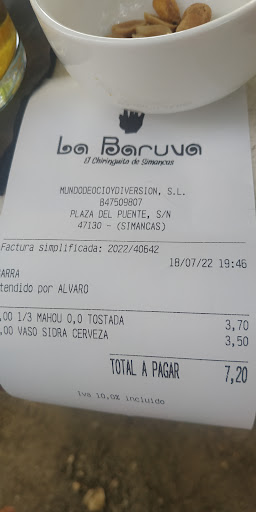 La Baruva
El Chiringuito de Simancas
MUNDODEOCIOYDIVERSION, S.L.
B47509807
PLAZA DEL PUENTE, S/N
47130 - (SIMANCAS)
Factura simplificada: 2022/40642
18/07/22 19:46
BARRA
tendido por ALVARO
,00 1/3 MAHOU 0,0 TOSTADA 3,70
,00 VASO SIDRA CERVEZA 3,50
TOTAL A PAGAR 7,20
Iva 10,0% incluido